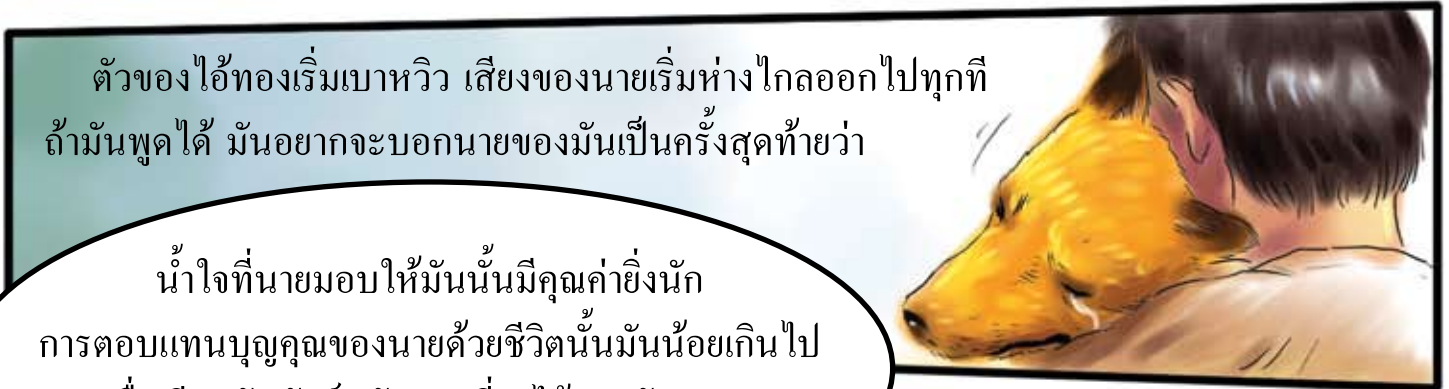 ตัวของไอ้ทองเริ่มเบาหวิว เสียงของนายเริ่มห่างไกลออกไปทุกที
ถ้ามันพูดได้ มันอยากจะบอกนายของมันเป็นครั้งสุดท้ายว่า
น้ำใจที่นายมอบให้มันนั้นมีคุณค่ายิ่งนัก
การตอบแทนบุญคุณของนายด้วยชีวิตนั้นมันน้อยเกินไป